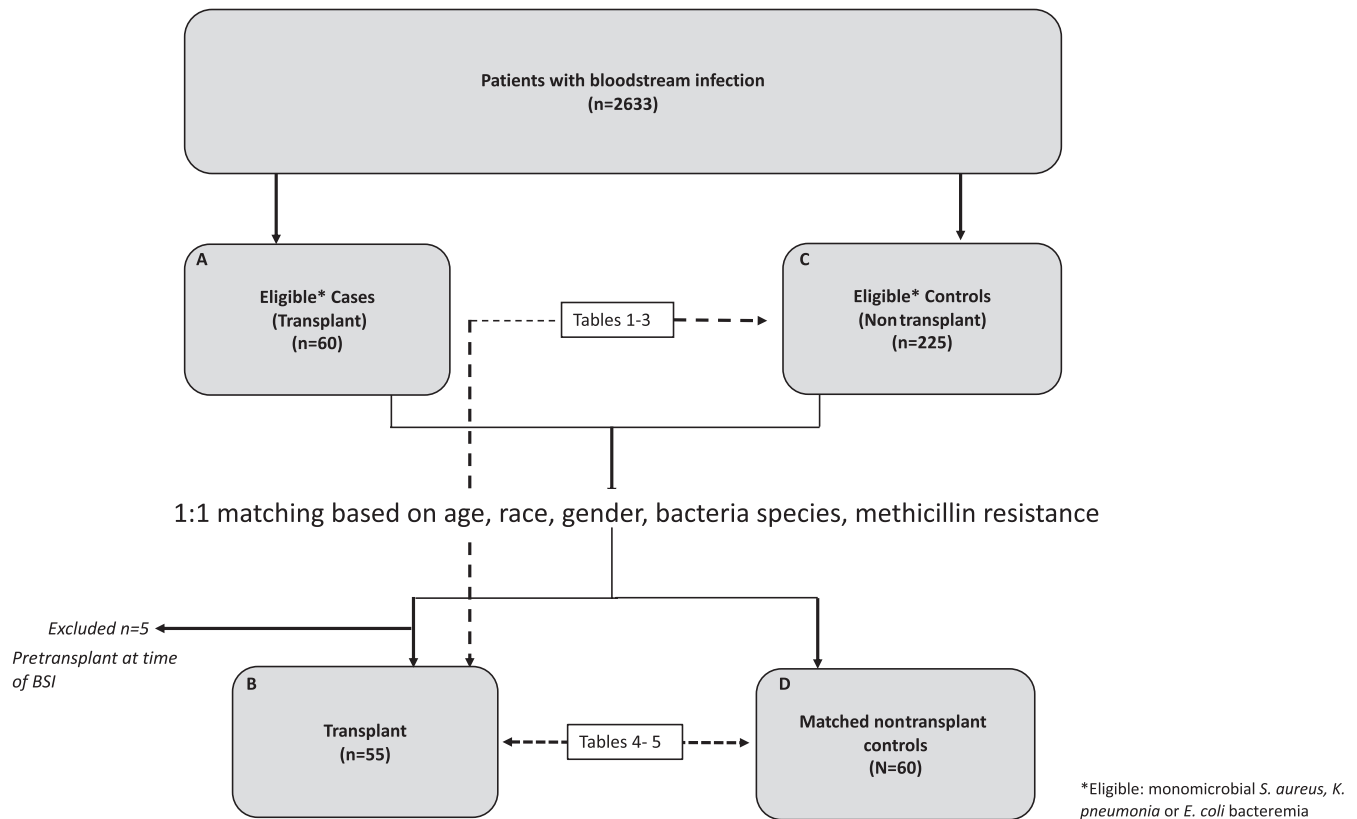 Patients with bloodstream infection
(n=2633)
A
Eligible* Cases
(Transplant)
(n=60)
Tables 1-3
C
Eligible* Controls
(Non transplant)
(n=225)
1:1 matching based on age, race, gender, bacteria species, methicillin resistance
Excluded n=5
Pretransplant at time
of BSI
B
Transplant
(n=55)
Tables 4- 5
D
Matched nontransplant
controls
(N=60)
*Eligible: monomicrobial S. aureus, K.
pneumonia or E. coli bacteremia